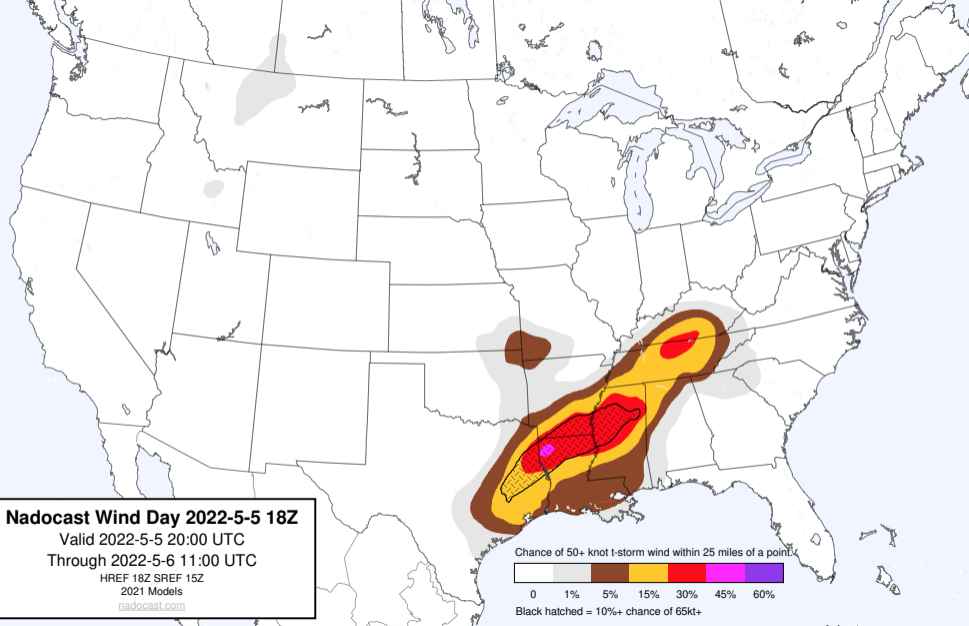 Nadocast Wind Day 2022-5-5 18Z
Valid 2022-5-5 20:00 UTC
Through 2022-5-6 11:00 UTC
HREF 18Z SREF 15Z
2021 Models
nadocast.com
Chance of 50+ knot t-storm wind within 25 miles of a point.
0 1% 5% 15% 30% 45% 60%
Black hatched = 10%+ chance of 65kt+